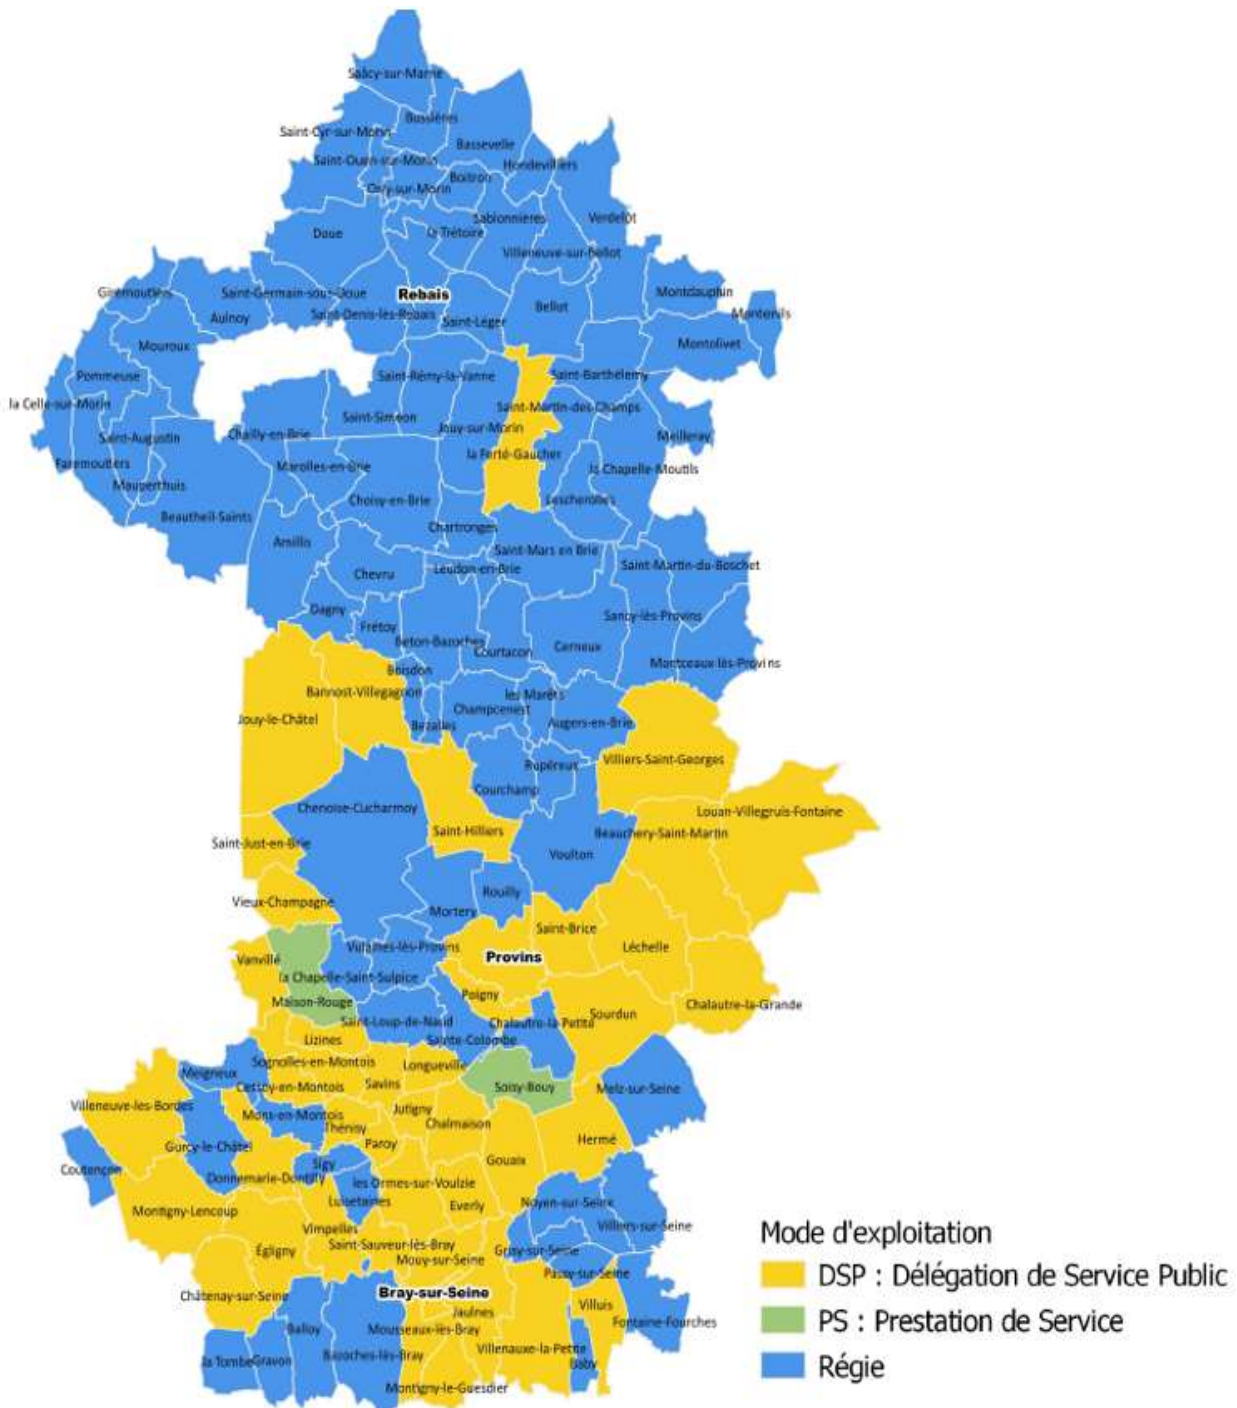 Saâcy-sur-Marne
Bussières
Saint-Cyr-sur-Morin
Bassevelle
Saint-Ouen-sur-Morin
Hondevilliers
Boitron
Orly-sur-Morin
Sablonnières
Verdelot
Doue
la Trétoire
Villeneuve-sur-Bellot
Giremoutiers
Saint-Germain-sous-Doue
Rebais
Montdauphin
Bellot
Montenils
Aulnoy
Saint-Denis-lès-Rebais
Saint-Léger
Mouroux
Montolivet
Pommeuse
Saint-Rémy-la-Vanne
Saint-Barthélemy
la Celle-sur-Morin
Saint-Martin-des-Champs
Saint-Siméon
Jouy-sur-Morin
Chailly-en-Brie
Saint-Augustin
Meilleray
la Ferté-Gaucher
Faremoutiers
Marolles-en-Brie
la Chapelle-Moutils
Mauperthuis
Choisy-en-Brie
Lescherolles
Beautheil-Saints
Chartronges
Amillis
Saint-Mars en Brie
Chevru
Leudon-en-Brie
Saint-Martin-du-Boschet
Dagny
Frétoy
Sancy-lès-Provins
Beton-Bazoches
Courtacon
Cerneux
Montceaux-lès-Provins
Boisdon
Bannost-Villegagnon
les Marêts
Champcenest
Jouy-le-Châtel
Bezalles
Augers-en-Brie
Rupéreux
Villiers-Saint-Georges
Courchamp
Chenoise-Cucharmoy
Louan-Villegruis-Fontaine
Saint-Hilliers
Beauchery-Saint-Martin
Saint-Just-en-Brie
Voulton
Vieux-Champagne
Rouilly
Mortery
Saint-Brice
Vulaines-lès-Provins
Léchelle
Provins
Vanvillé
la Chapelle-Saint-Sulpice
Maison-Rouge
Poigny
Chalautre-la-Grande
Sourdun
Saint-Loup-de-Naud
Chalautre-la-Petite
Lizines
Sainte-Colombe
Sognolles-en-Montois
Longueville
Meigneux
Cessoy-en-Montois
Savins
Soisy-Bouy
Melz-sur-Seine
Villeneuve-les-Bordes
Mons-en-Montois
Jutigny
Thénisy
Chalmaison
Gurcy-le-Châtel
Paroy
Hermé
Coutençon
Sigy
Gouaix
Donnemarie-Dontilly
les Ormes-sur-Voulzie
Luisetaines
Everly
Noyen-sur-Seine
Montigny-Lencoup
Vimpelles
Villiers-sur-Seine
Égligny
Saint-Sauveur-lès-Bray
Grisy-sur-Seine
Mouy-sur-Seine
Passy-sur-Seine
Châtenay-sur-Seine
Bray-sur-Seine
Villuis
Jaulnes
Fontaine-Fourches
Balloy
Mousseaux-lès-Bray
Villenauxe-la-Petite
la Tombe
Gravon
Bazoches-lès-Bray
Baby
Montigny-le-Guesdier
Mode d'exploitation
DSP : Délégation de Service Public
PS : Prestation de Service
Régie